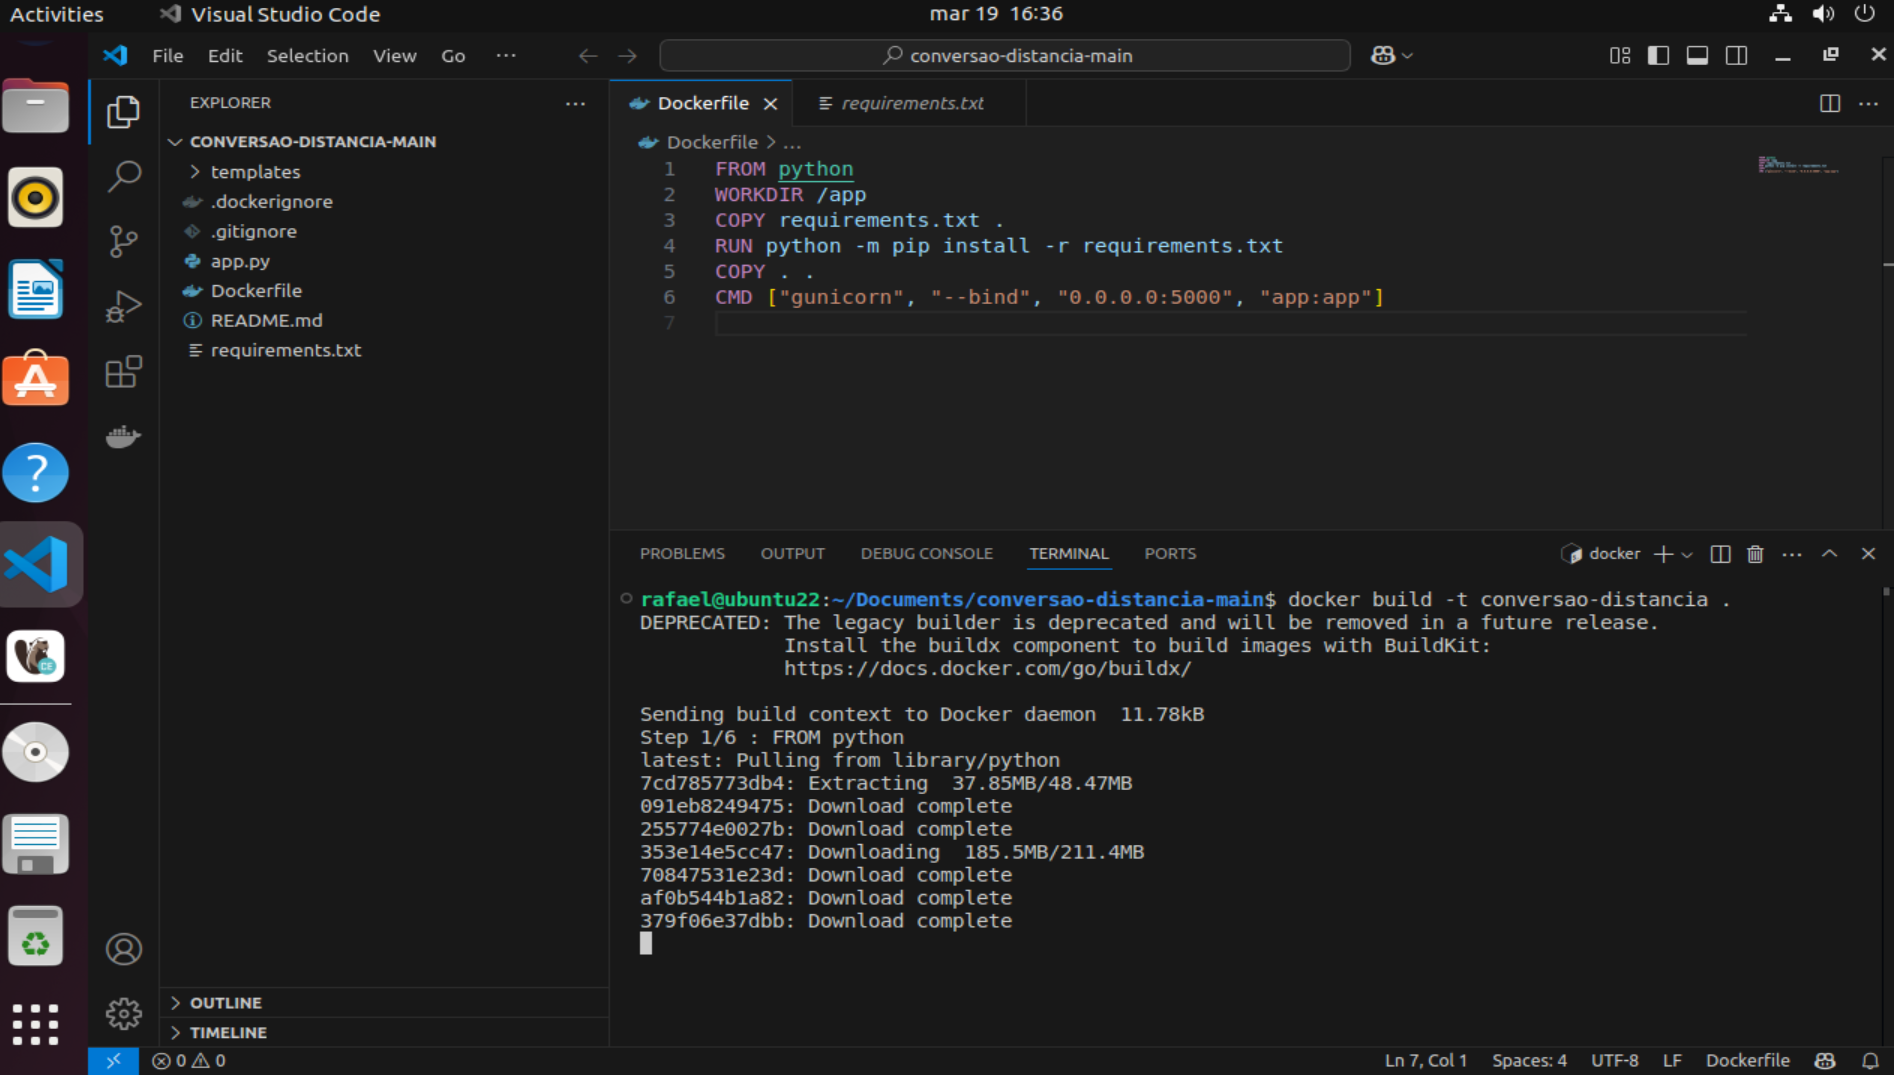 Activities
Visual Studio Code
mar 19 16:36
File Edit Selection View Go ···
conversao-distancia-main
EXPLORER
CONVERSAO-DISTANCIA-MAIN
templates
.dockerignore
.gitignore
app.py
Dockerfile
README.md
requirements.txt
OUTLINE
TIMELINE
Dockerfile
requirements.txt
Dockerfile > ...
1 FROM python
2 WORKDIR /app
3 COPY requirements.txt .
4 RUN python -m pip install -r requirements.txt
5 COPY . .
6 CMD ["gunicorn", "--bind", "0.0.0.0:5000", "app:app"]
7
PROBLEMS OUTPUT DEBUG CONSOLE TERMINAL PORTS
docker
rafael@ubuntu22:~/Documents/conversao-distancia-main$ docker build -t conversao-distancia .
DEPRECATED: The legacy builder is deprecated and will be removed in a future release.
Install the buildx component to build images with BuildKit:
https://docs.docker.com/go/buildx/
Sending build context to Docker daemon 11.78kB
Step 1/6 : FROM python
latest: Pulling from library/python
7cd785773db4: Extracting 37.85MB/48.47MB
091eb8249475: Download complete
255774e0027b: Download complete
353e14e5cc47: Downloading 185.5MB/211.4MB
70847531e23d: Download complete
af0b544b1a82: Download complete
379f06e37dbb: Download complete
0 0
Ln 7, Col 1 Spaces: 4 UTF-8 LF Dockerfile